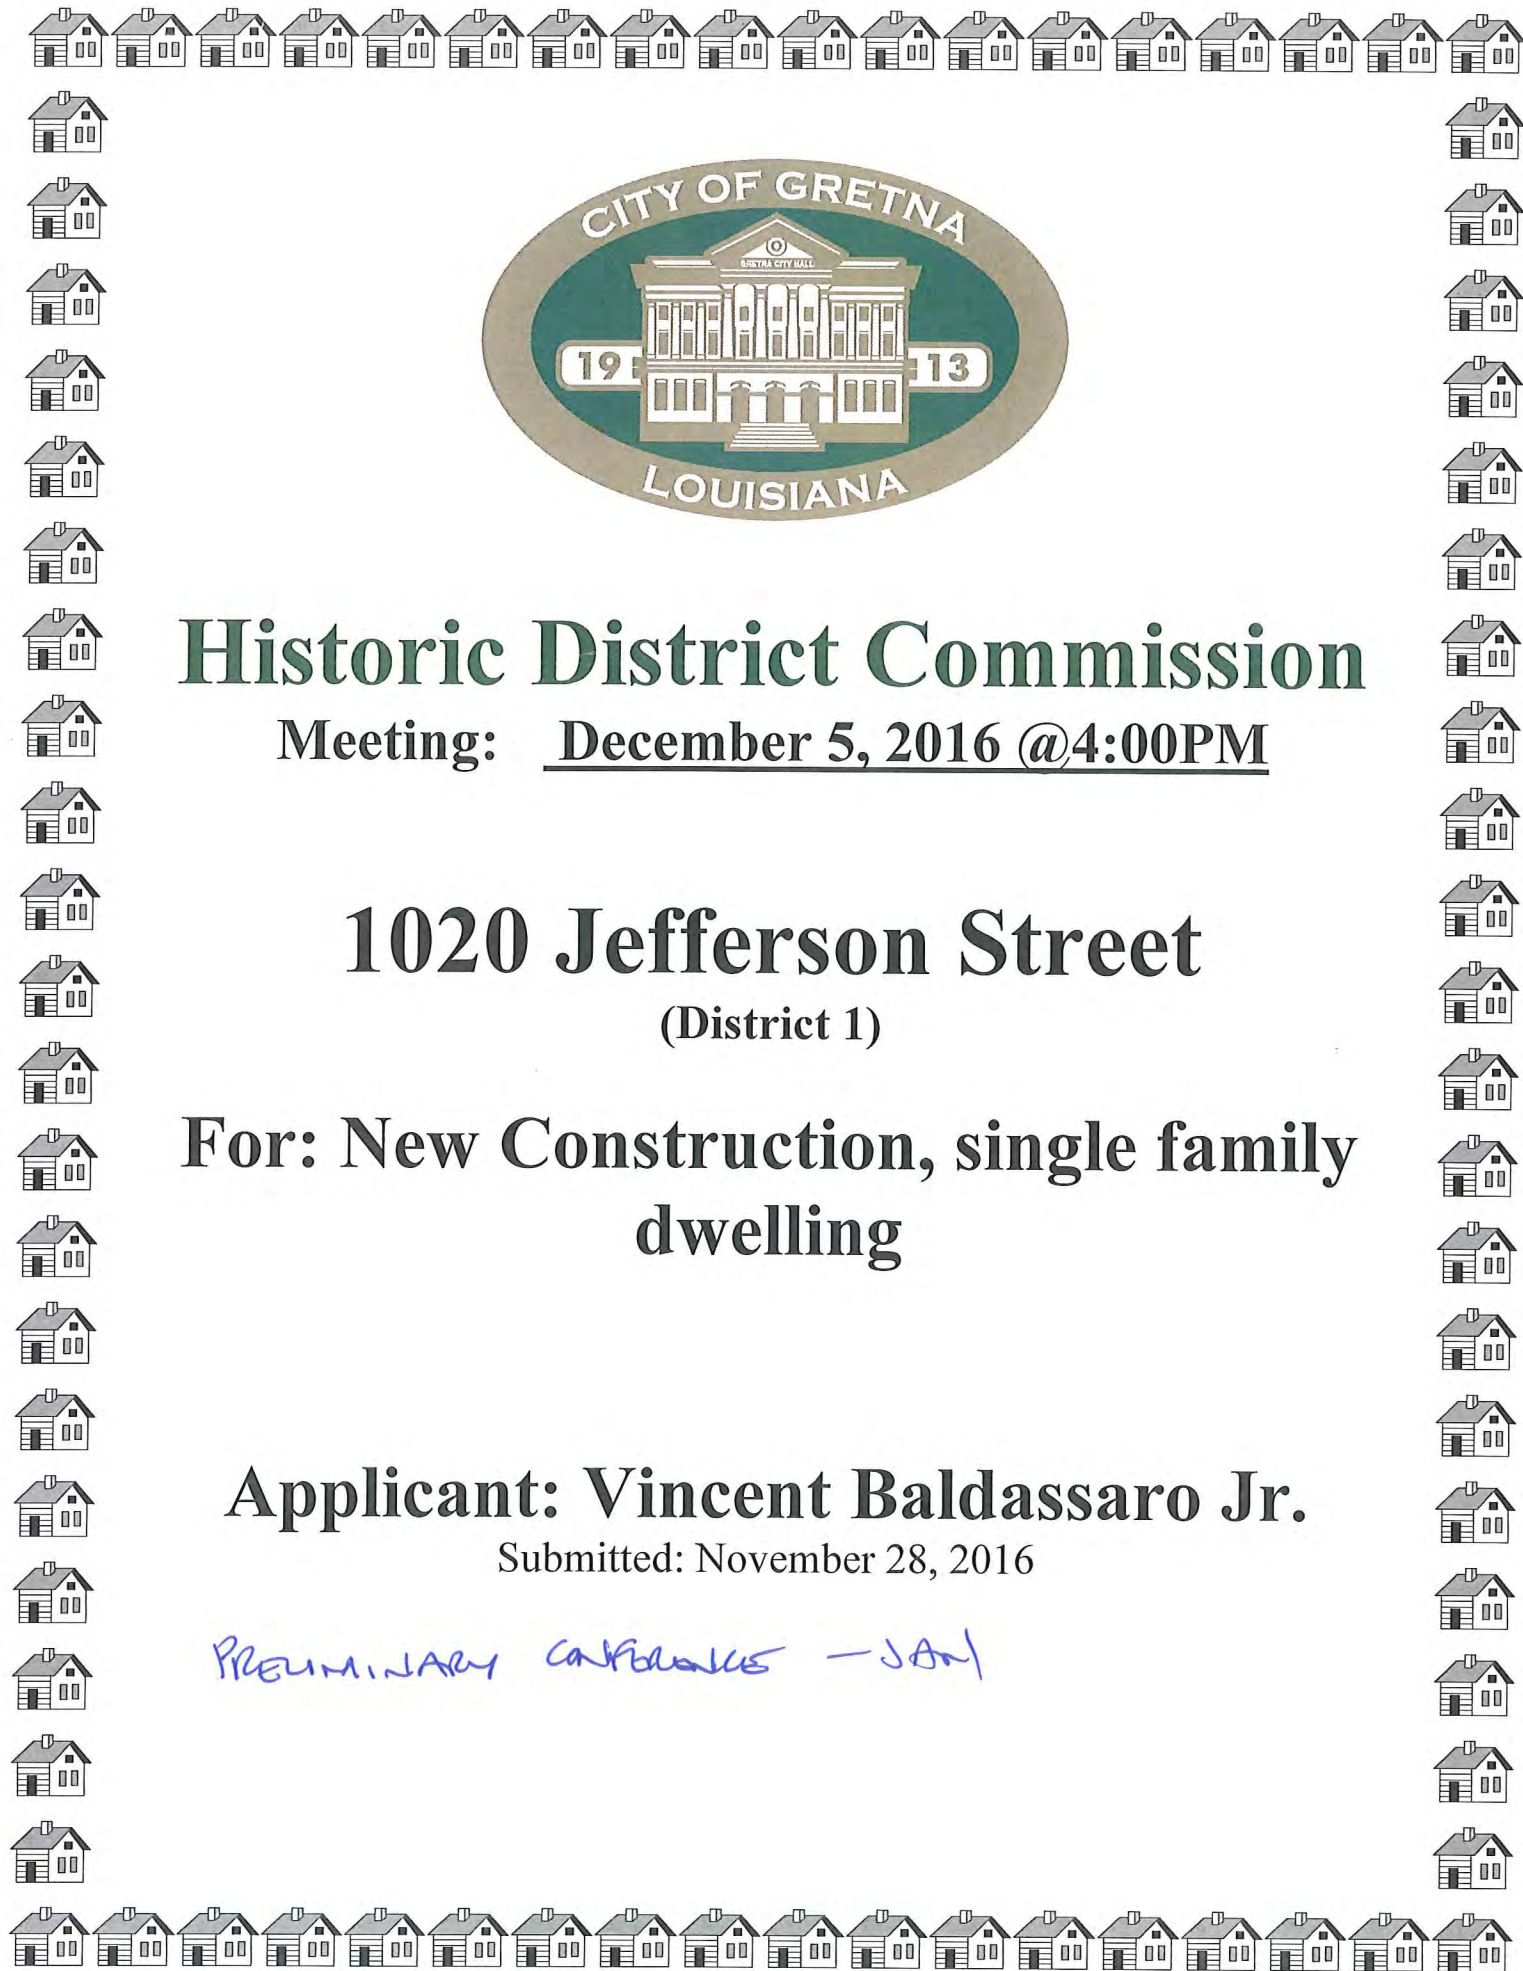 CITY OF GRETNA
GRETNA CITY HALL
19 13
LOUISIANA
Historic District Commission
Meeting: December 5, 2016 @4:00PM
1020 Jefferson Street
(District 1)
For: New Construction, single family
dwelling
Applicant: Vincent Baldassaro Jr.
Submitted: November 28, 2016
PRELIMINARY CONFERENCE - JAN